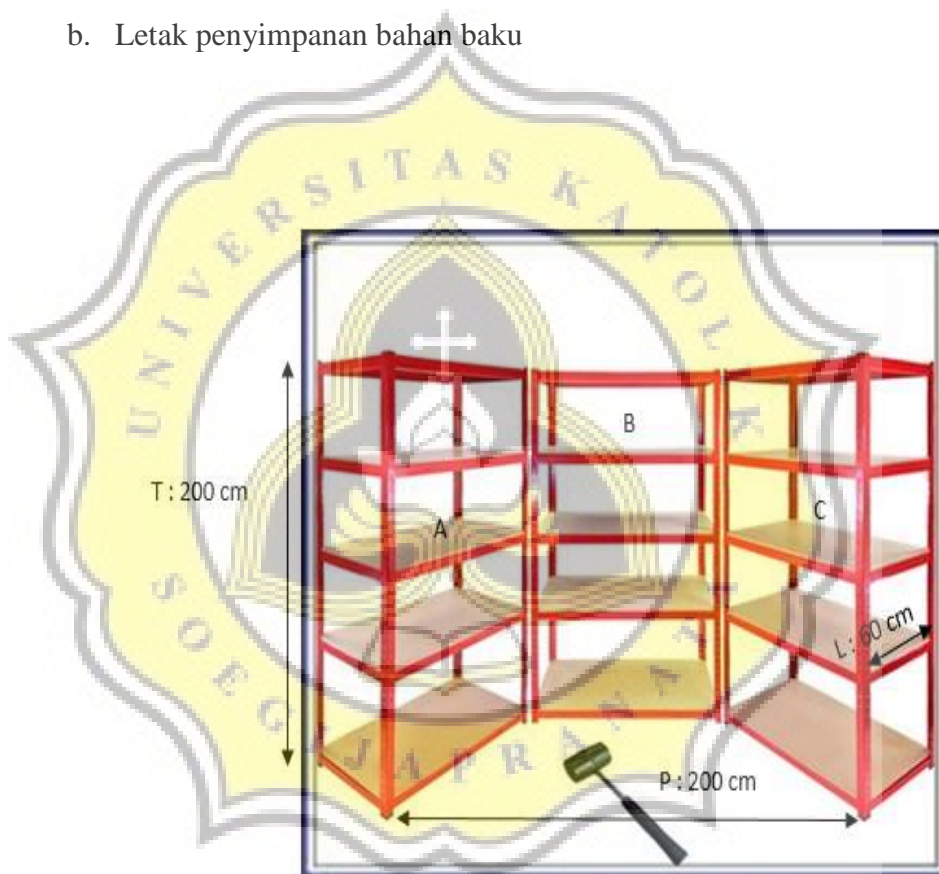 b. Letak penyimpanan bahan baku
UNIVERSITAS KATOLIK
B
T : 200 cm
A
C
L : 60 cm
SOEGIJAPRANATA
P : 200 cm